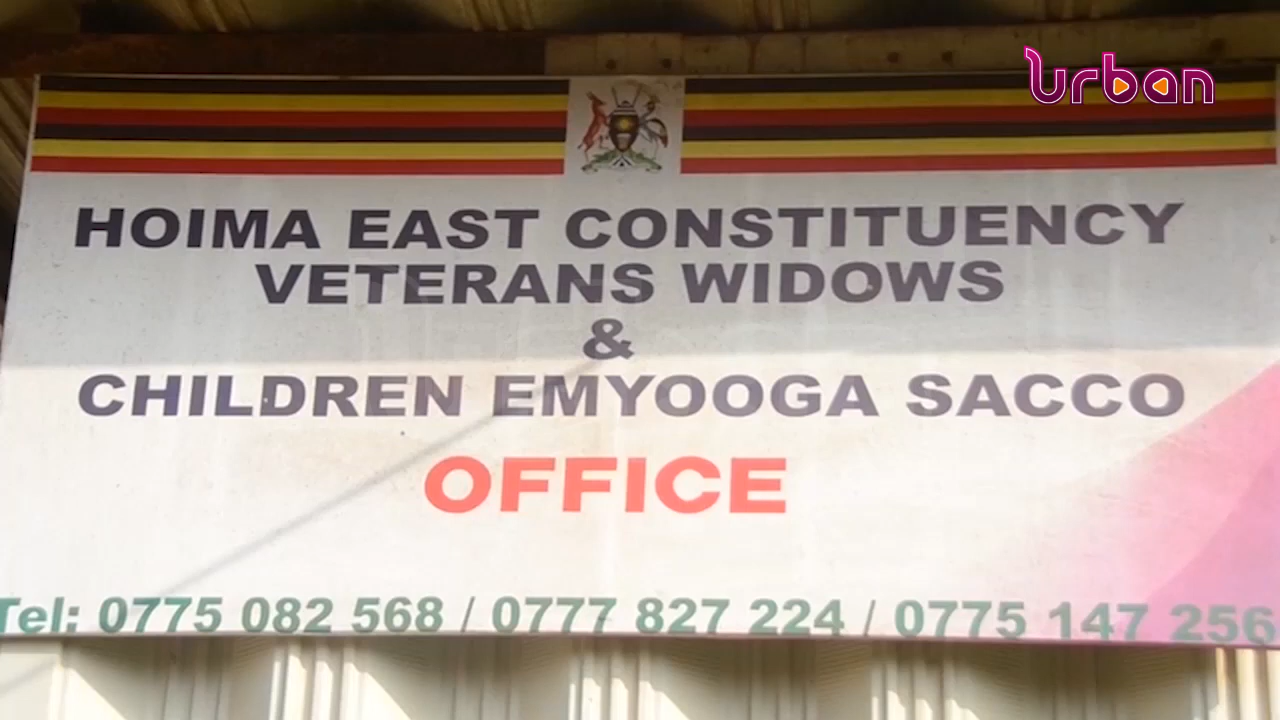 urban
HOIMA EAST CONSTITUENCY
VETERANS WIDOWS
&
CHILDREN EMYOOGA SACCO
OFFICE
Tel: 0775 082 568 / 0777 827 224 / 0775 147 256